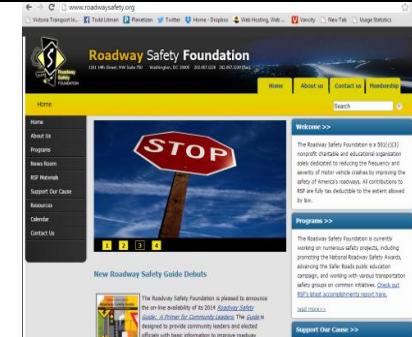 www.roadwaysafety.org
Victoria Transport In...
Todd Litman
Planetizen
Twitter
Home - Dropbox
Web Hosting, Web ...
Vancity
New Tab
Usage Statistics
Roadway
Safety
FOUNDATION
Roadway Safety Foundation
Home
About us
Contact us
Membership
Home
Search
Home
About Us
Programs
News Room
RSF Materials
Support Our Cause
Resources
Calendar
Contact Us
STOP
1 2 3 4
Welcome >>
The Roadway Safety Foundation is a 501(c)(3)
nonprofit charitable and educational organization
solely dedicated to reducing the frequency and
severity of motor vehicle crashes by improving the
safety of America's roadways. All contributions to
RSF are fully tax deductible to the extent allowed
by law.
Programs >>
The Roadway Safety Foundation is currently
working on numerous safety projects, including
promoting the National Roadway Safety Awards,
advancing the Safer Roads public education
campaign, and working with various transportation
safety groups on common initiatives. Check out
RSF's latest accomplishments report here.
read more>>
Support Our Cause >>
New Roadway Safety Guide Debuts
The Roadway Safety Foundation is pleased to announce
the on-line availability of its 2014 Roadway Safety
Guide: A Primer for Community Leaders. The Guide is
designed to provide community leaders and elected
officials with basic information to improve roadway